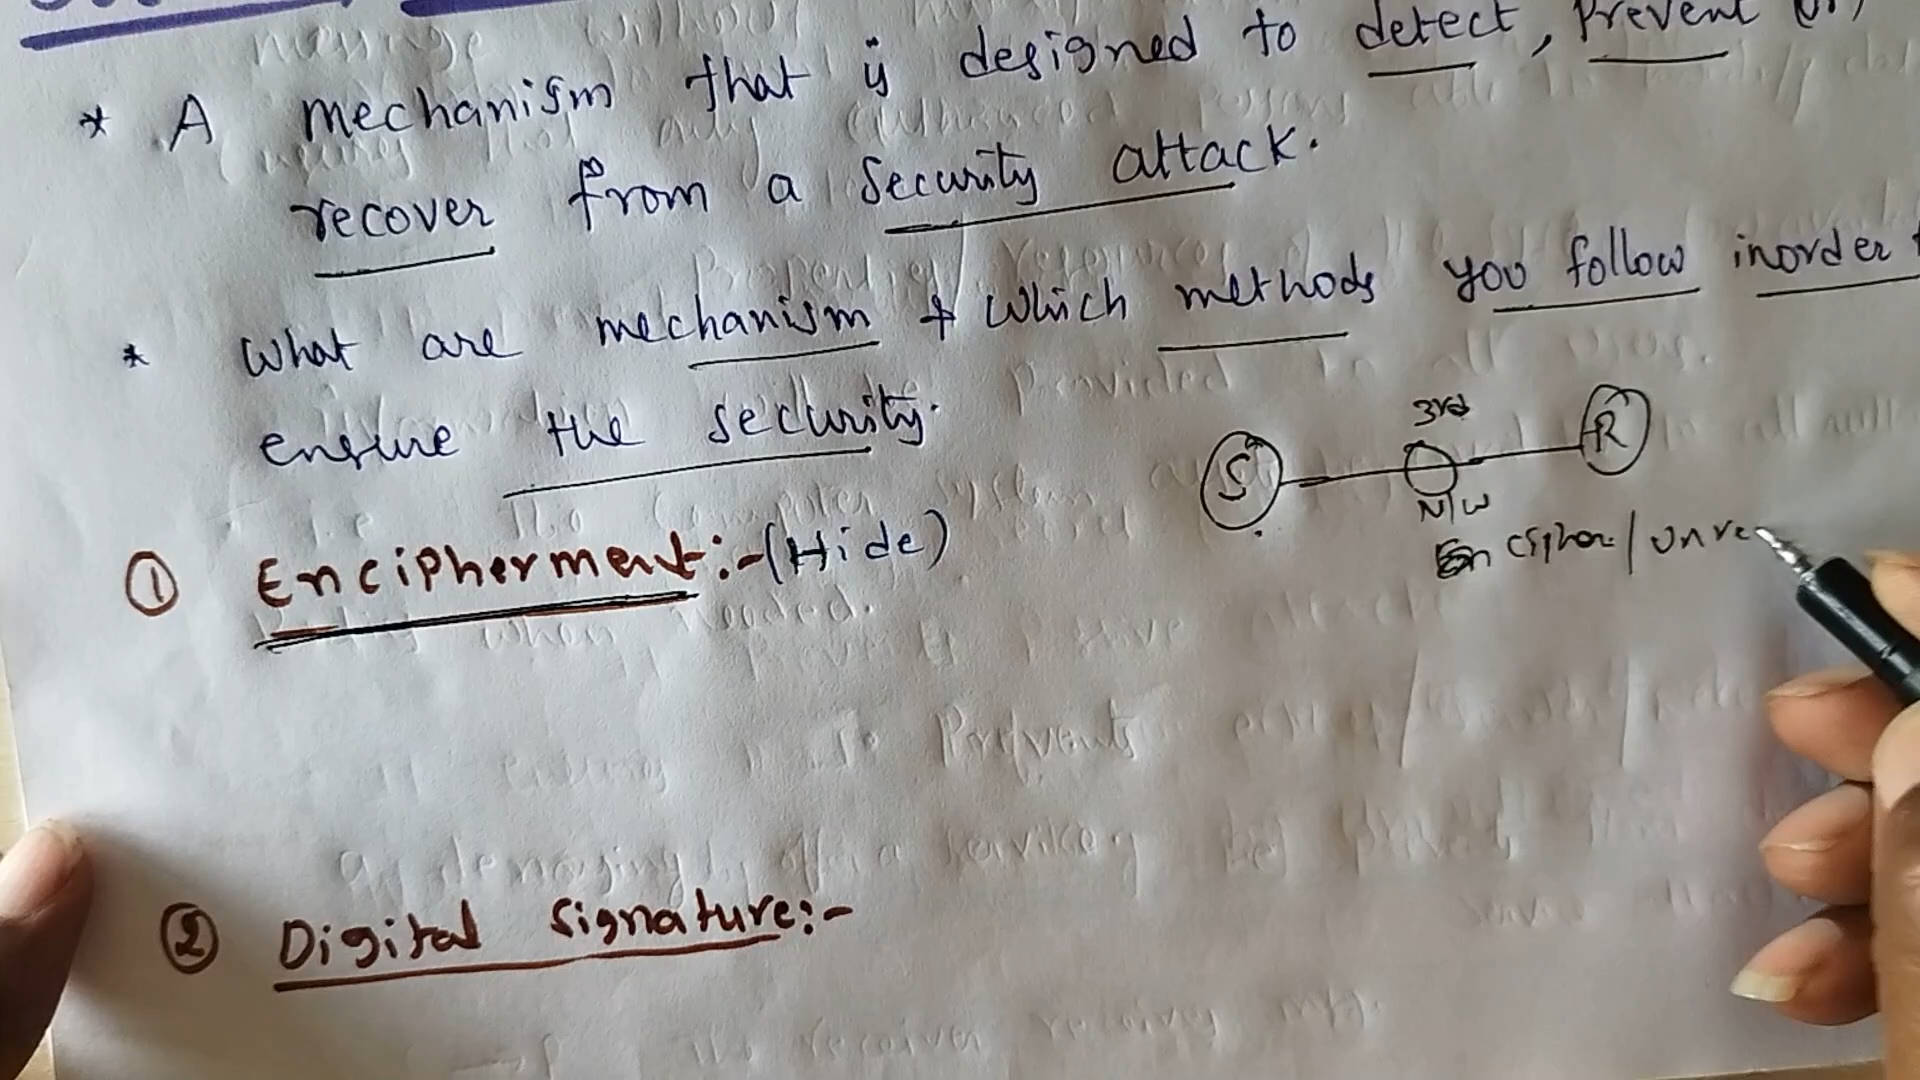 * A mechanism that is designed to detect, Prevent (or)
recover from a security attack.
* What are mechanism & which methods you follow inorder
ensure the security.
3rd
S R
N/W
① Encipherment:-(Hide)
Encipher/unre
② Digital signature:-